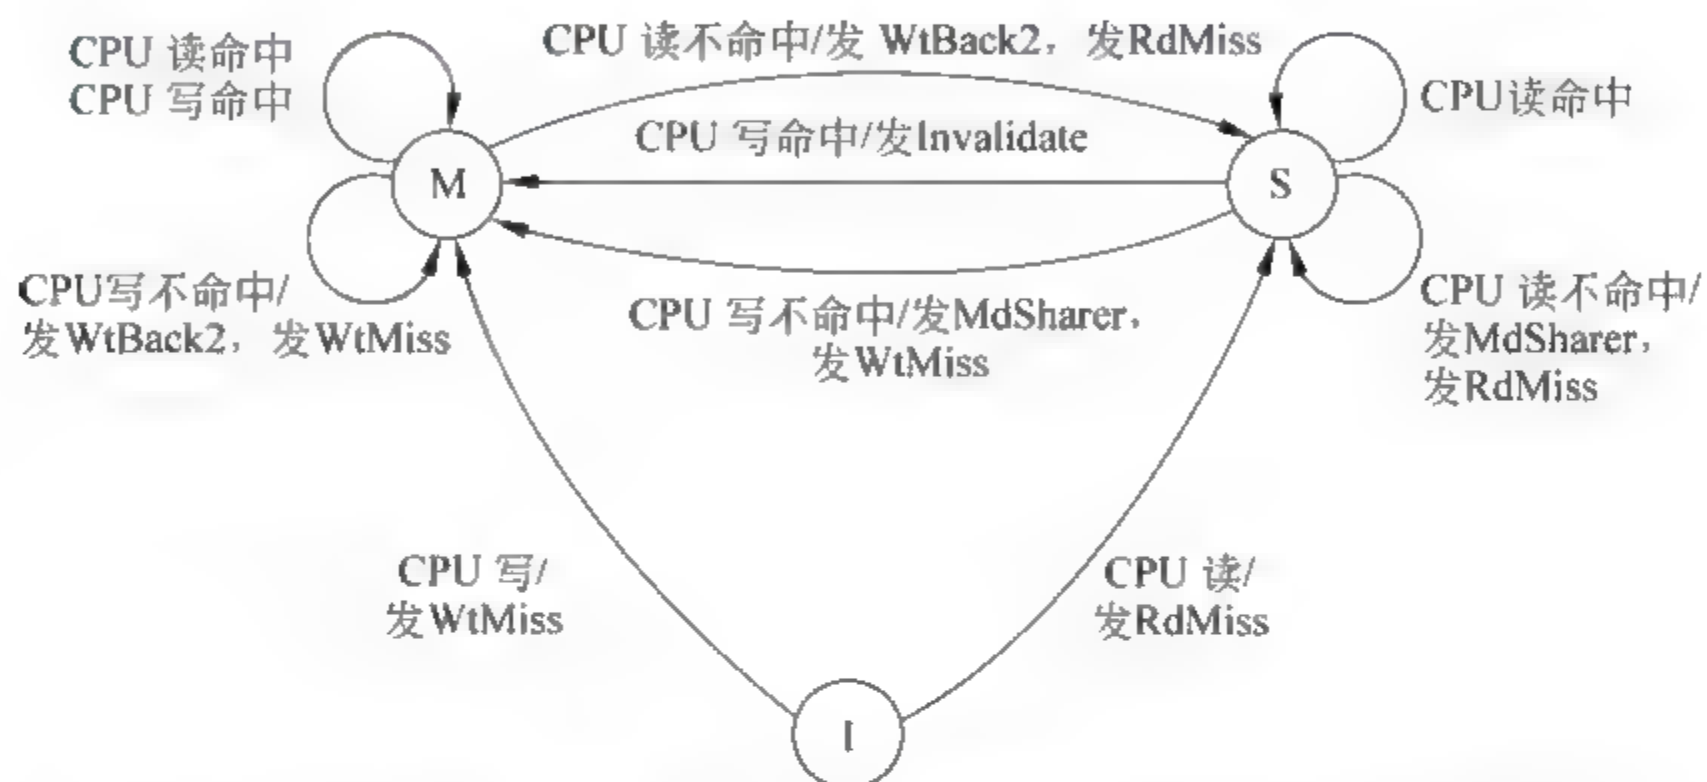 CPU 读命中
CPU 写命中
CPU 读不命中/发 WtBack2，发RdMiss
CPU读命中
CPU 写命中/发Invalidate
M
S
CPU写不命中/
发WtBack2，发WtMiss
CPU 写不命中/发MdSharer，
发WtMiss
CPU 读不命中/
发MdSharer，
发RdMiss
CPU 写/
发WtMiss
CPU 读/
发RdMiss
I